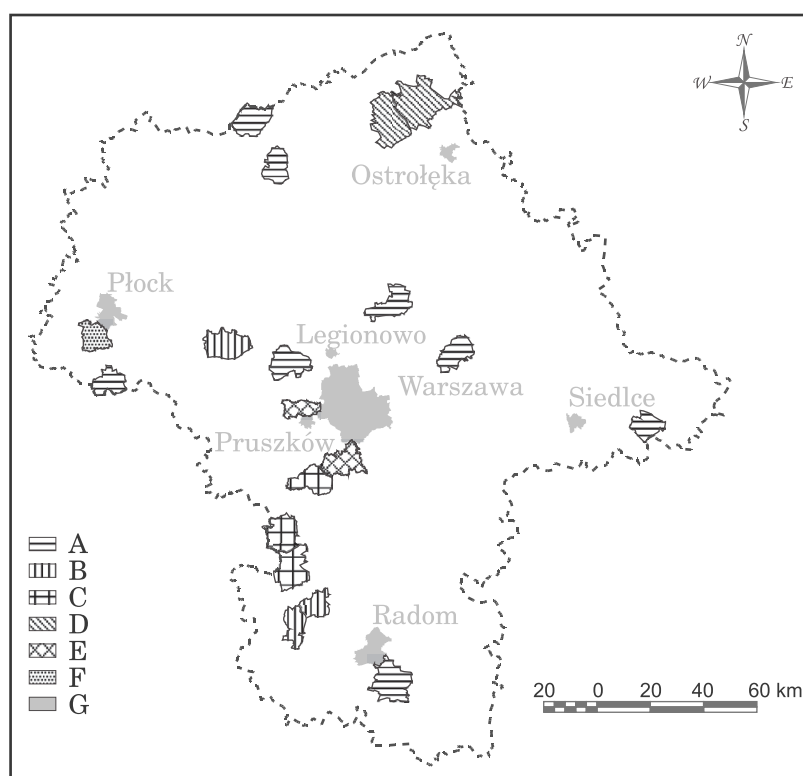 N
W E
S
Ostrołęka
Płock
Legionowo
Warszawa
Siedlce
Pruszków
A
B
C
D
E
F
G
Radom
20 0 20 40 60 km